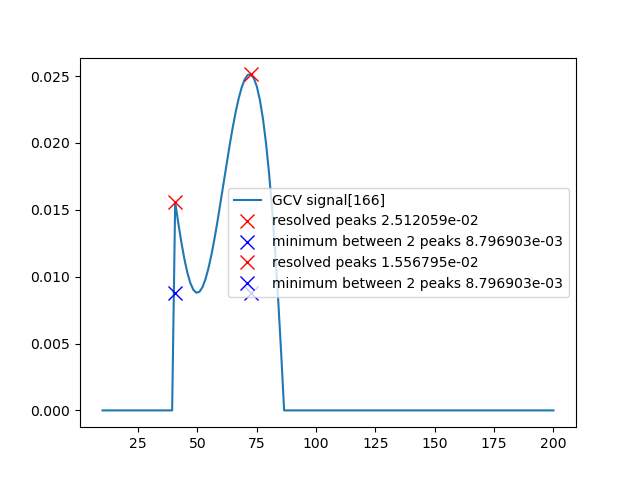 0.025
0.020
0.015
0.010
0.005
0.000
GCV signal[166]
resolved peaks 2.512059e-02
minimum between 2 peaks 8.796903e-03
resolved peaks 1.556795e-02
minimum between 2 peaks 8.796903e-03
25 50 75 100 125 150 175 200